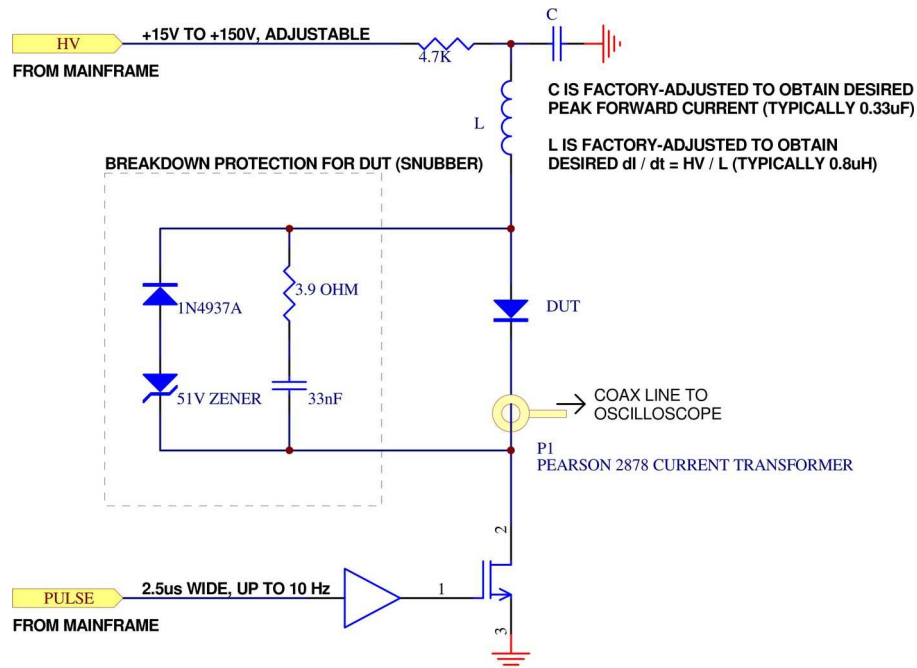 HV
+15V TO +150V, ADJUSTABLE
FROM MAINFRAME
4.7K
C
C IS FACTORY-ADJUSTED TO OBTAIN DESIRED
PEAK FORWARD CURRENT (TYPICALLY 0.33uF)
L
L IS FACTORY-ADJUSTED TO OBTAIN
DESIRED dI / dt = HV / L (TYPICALLY 0.8uH)
BREAKDOWN PROTECTION FOR DUT (SNUBBER)
1N4937A
3.9 OHM
DUT
51V ZENER
33nF
COAX LINE TO
OSCILLOSCOPE
P1
PEARSON 2878 CURRENT TRANSFORMER
2
PULSE
2.5us WIDE, UP TO 10 Hz
1
3
FROM MAINFRAME